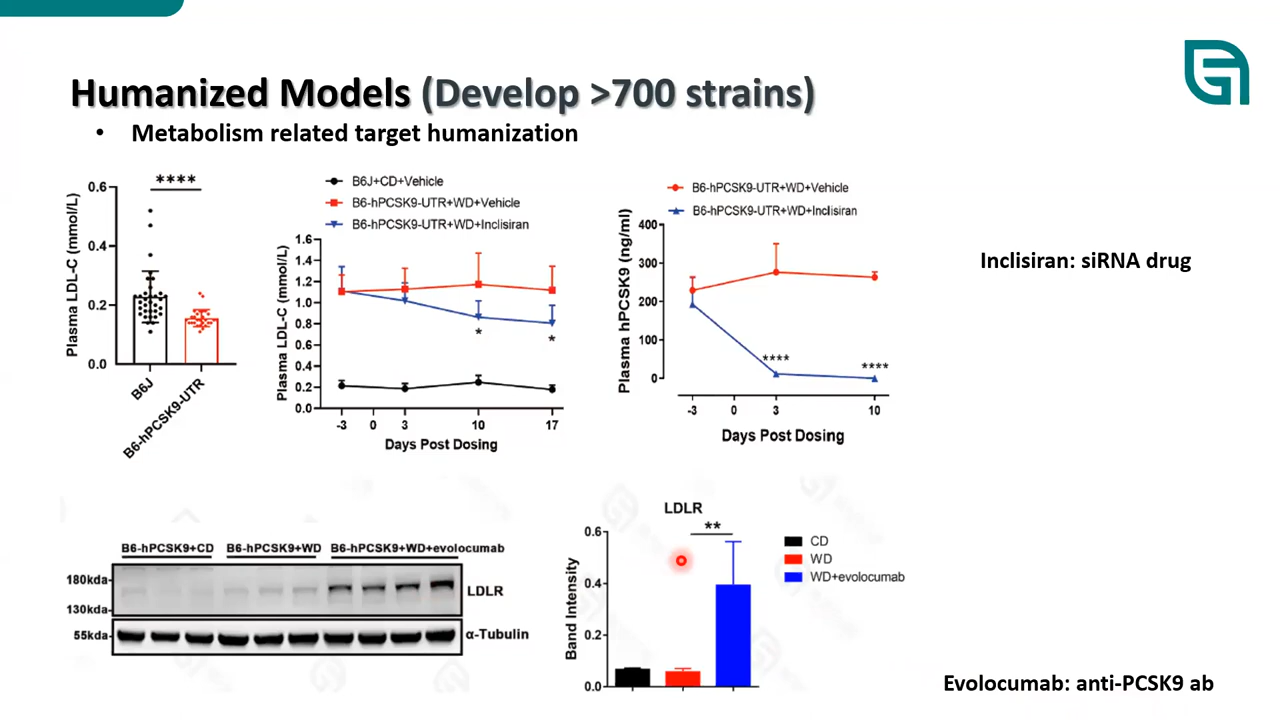 Humanized Models (Develop >700 strains)
• Metabolism related target humanization
Plasma LDL-C (mmol/L)
0.6
0.4
0.2
0.0
****
B6J
B6-hPCSK9-UTR
B6J+CD+Vehicle
B6-hPCSK9-UTR+WD+Vehicle
B6-hPCSK9-UTR+WD+Inclisiran
Plasma LDL-C (mmol/L)
1.6
1.4
1.2
1.0
0.8
0.6
0.4
0.2
0.0
*
*
-3 0 3 10 17
Days Post Dosing
B6-hPCSK9-UTR+WD+Vehicle
B6-hPCSK9-UTR+WD+Inclisiran
Plasma hPCSK9 (ng/ml)
400
300
200
100
0
****
****
-3 0 3 10
Days Post Dosing
Inclisiran: siRNA drug
B6-hPCSK9+CD B6-hPCSK9+WD B6-hPCSK9+WD+evolocumab
180kda
130kda
55kda
LDLR
α-Tubulin
LDLR
**
Band Intensity
0.6
0.4
0.2
0.0
CD
WD
WD+evolocumab
Evolocumab: anti-PCSK9 ab